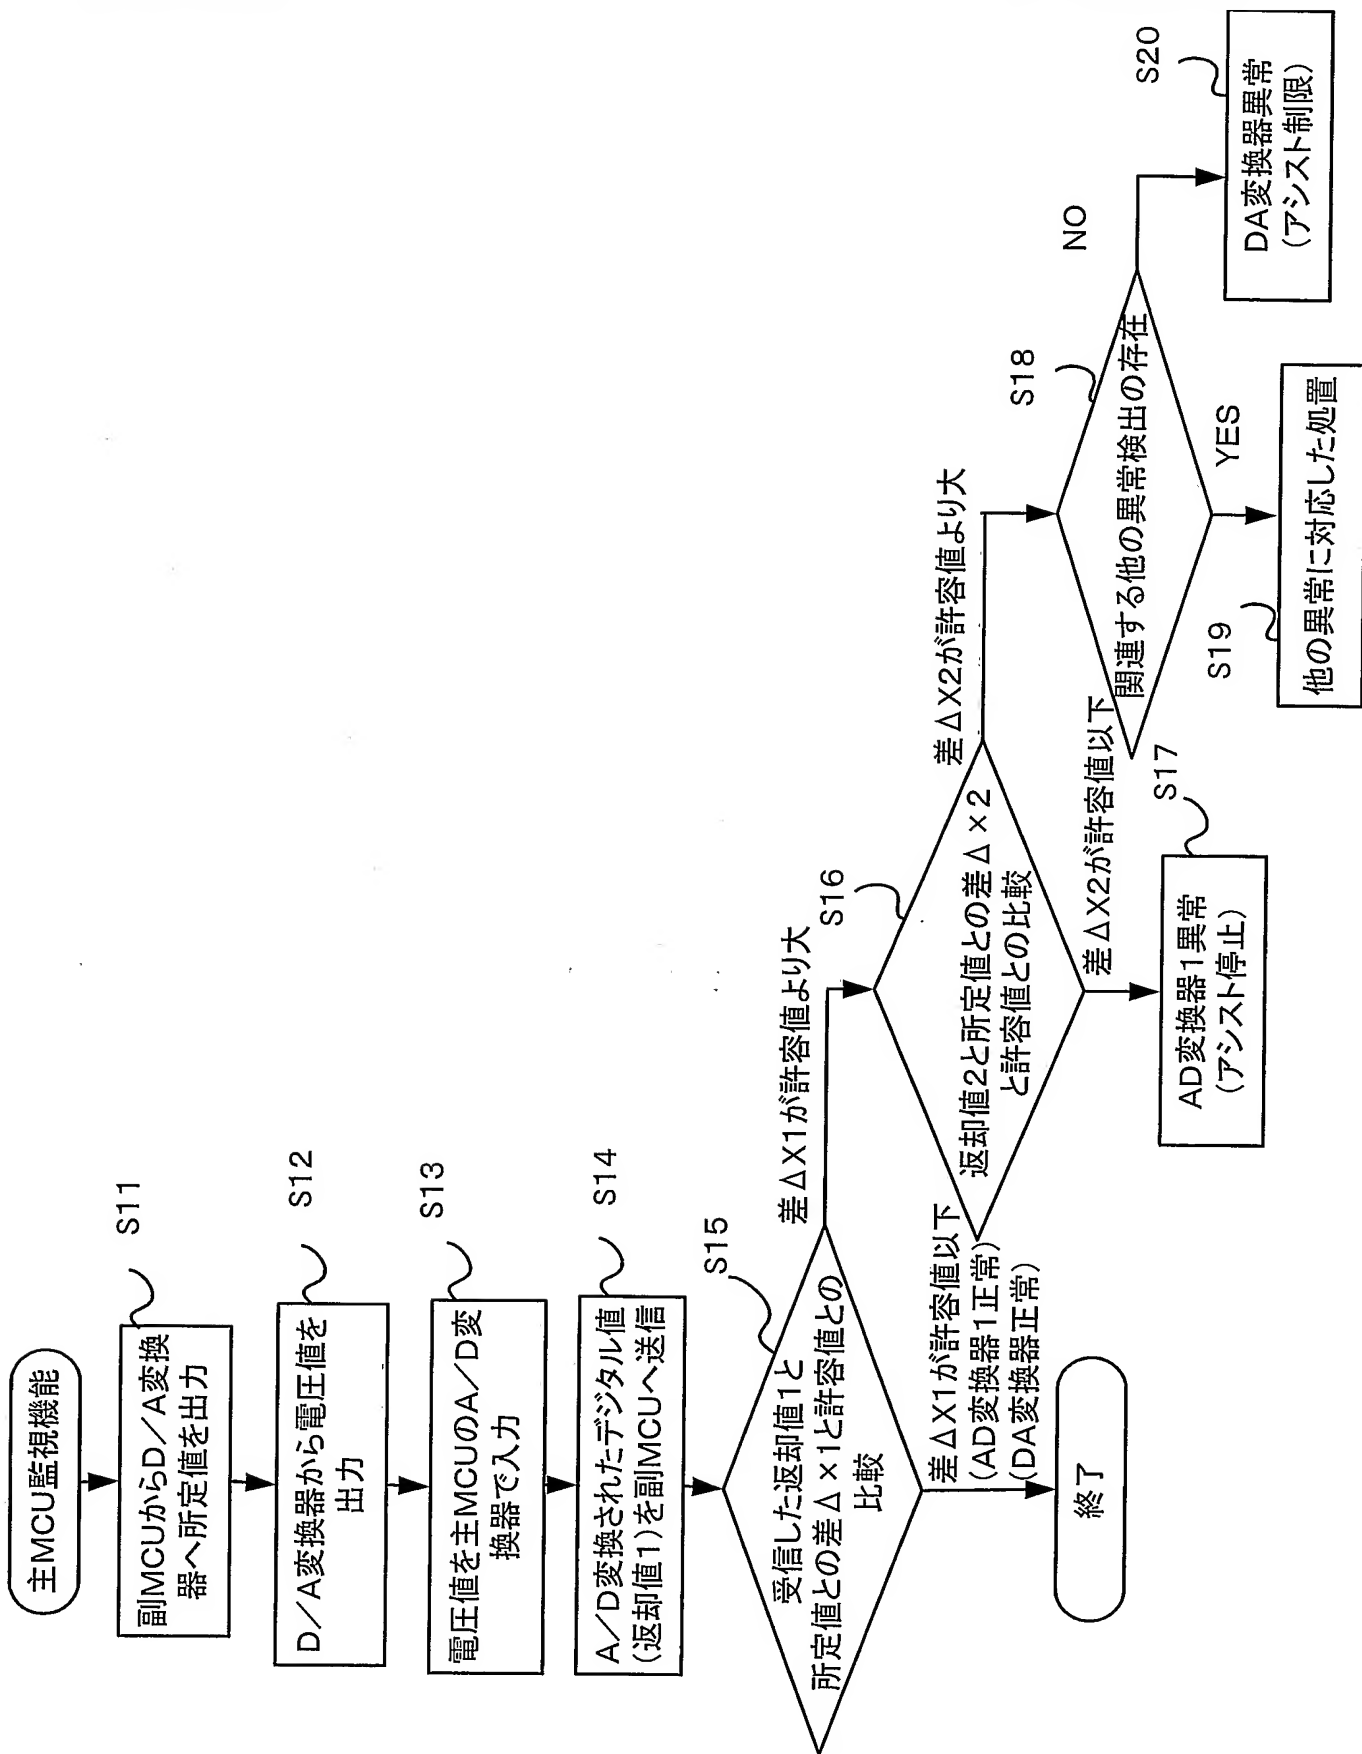 主MCU監視機能
S11
副MCUからD/A変換
器へ所定値を出力
S12
D/A変換器から電圧値を
出力
S13
電圧値を主MCUのA/D変
換器で入力
S14
A/D変換されたデジタル値
(返却値1)を副MCUへ送信
S15
受信した返却値1と
所定値との差Δ×1と許容値との
比較
差ΔX1が許容値より大
差ΔX1が許容値以下
(AD変換器1正常)
(DA変換器正常)
終了
S16
返却値2と所定値との差Δ×2
と許容値との比較
差ΔX2が許容値より大
差ΔX2が許容値以下
S17
AD変換器1異常
(アシスト停止)
S18
関連する他の異常検出の存在
NO
YES
S19
他の異常に対応した処置
S20
DA変換器異常
(アシスト制限)